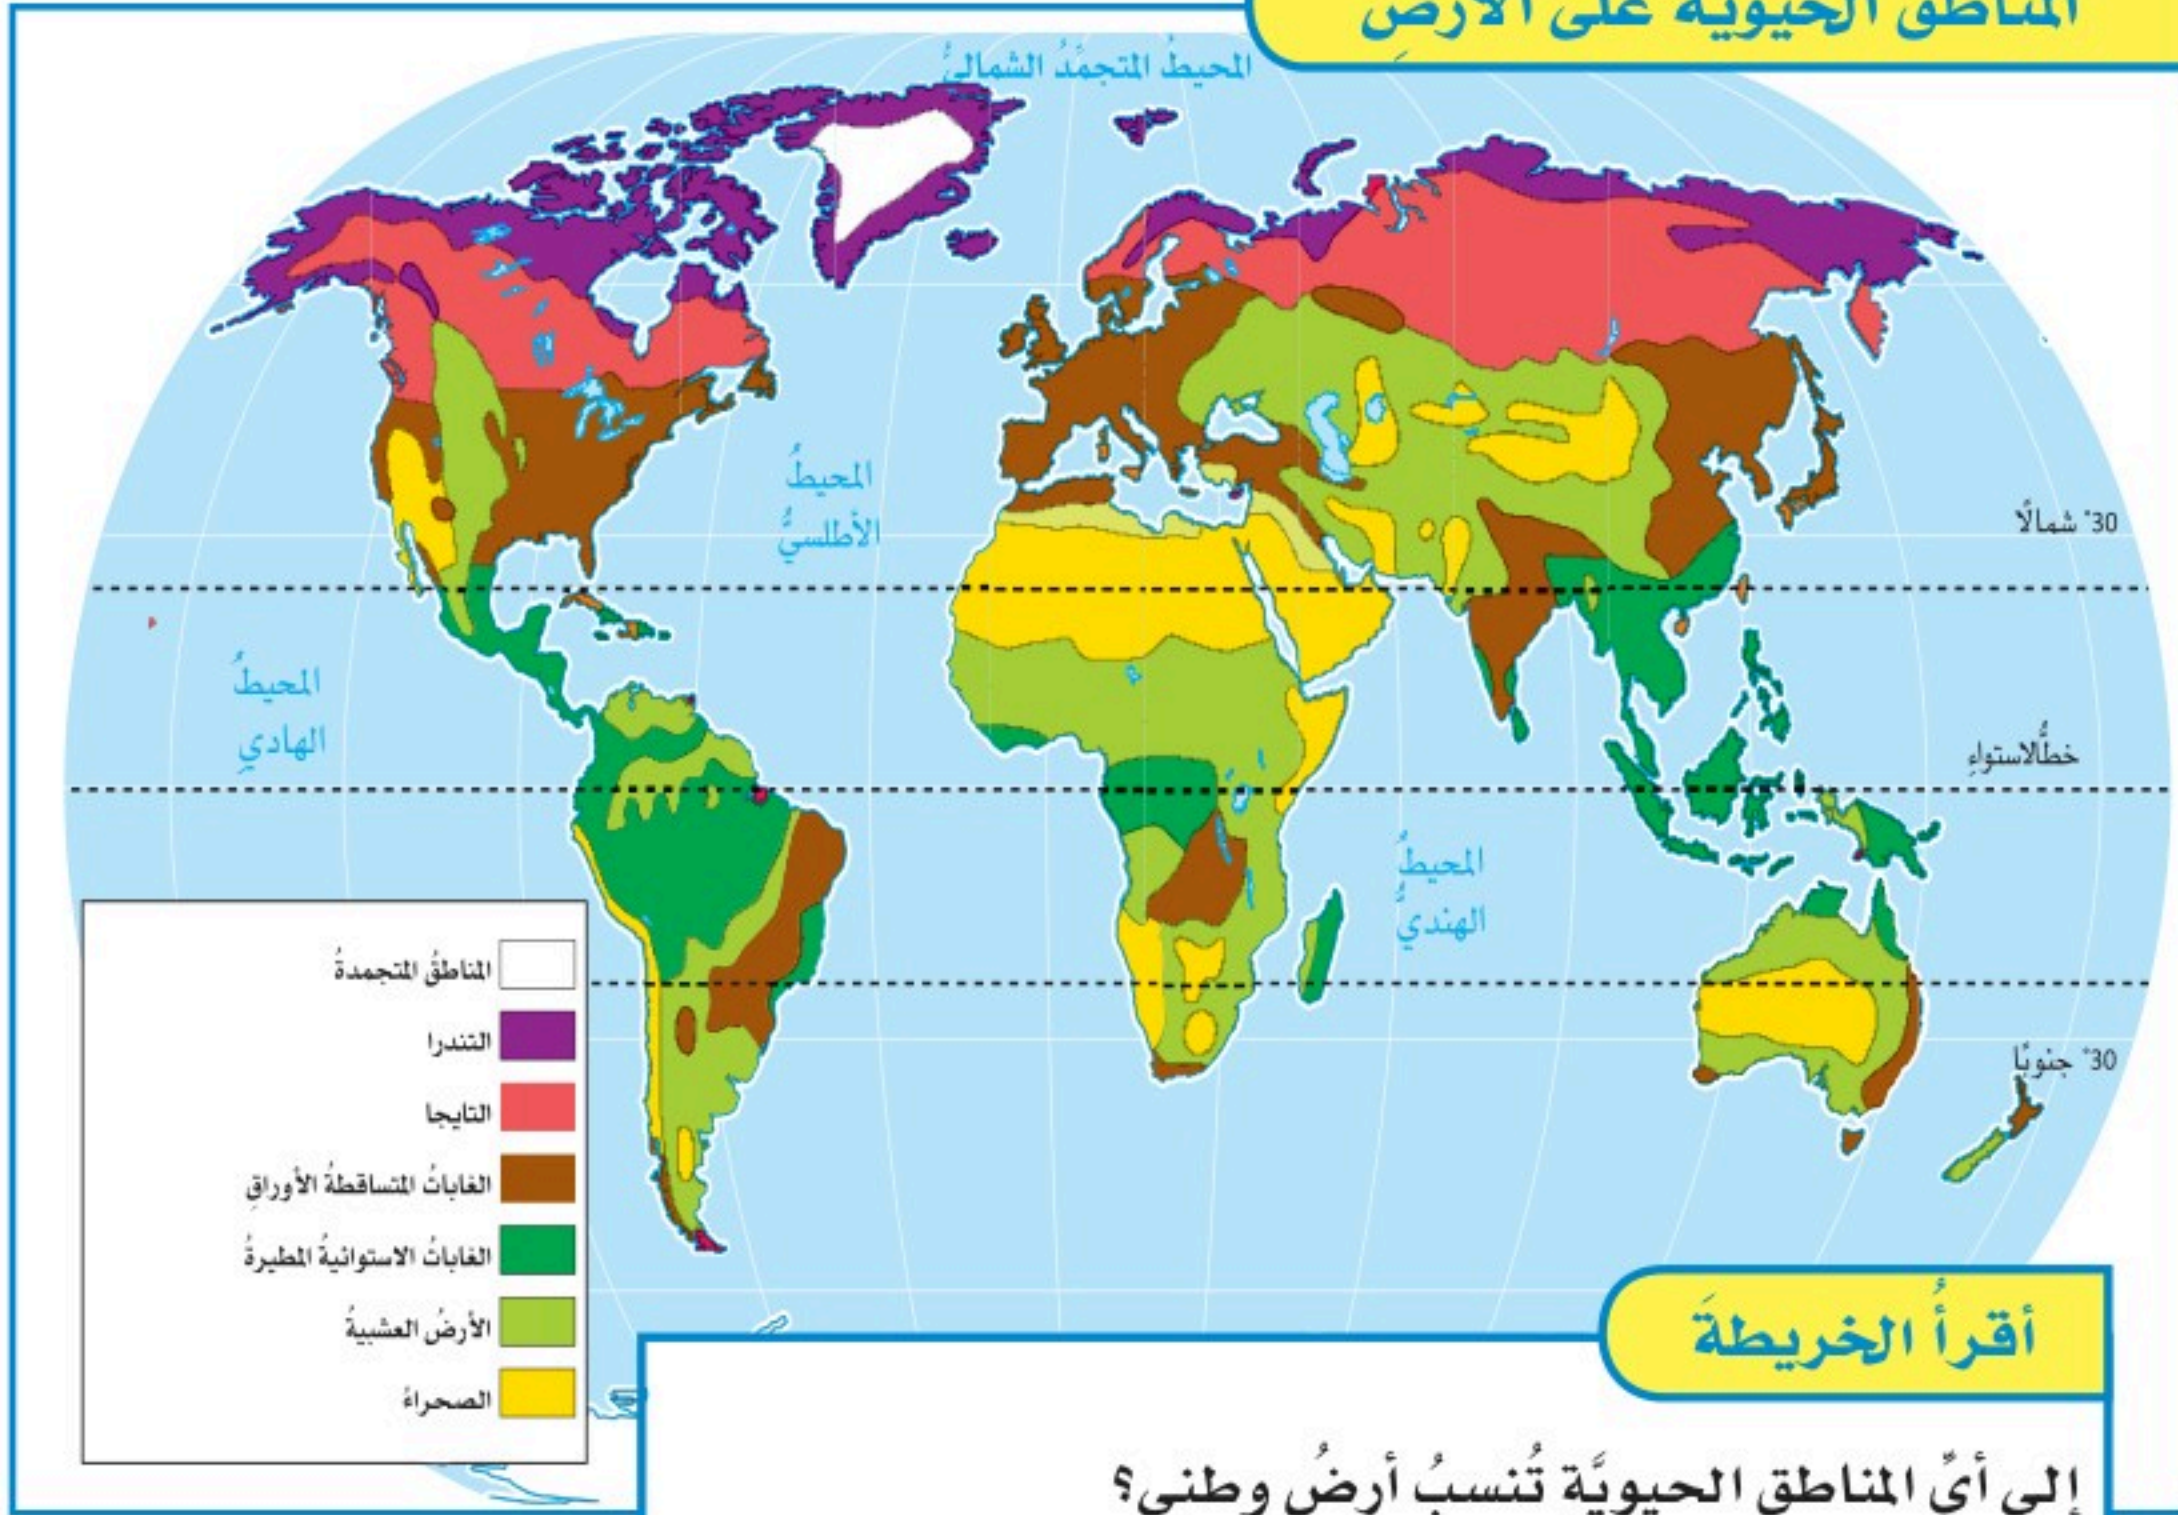 المناطق الحيوية على الأرضِ
المحيطُ المتجمِّدُ الشماليُّ
المحيطُ
الأطلسيُّ
30° شمالًا
المحيطُ
الهادي
خطُّ الاستواءِ
المحيطُ
الهنديُّ
30° جنوبًا
المناطقُ المتجمدةُ
التندرا
التايجا
الغاباتُ المتساقطةُ الأوراقِ
الغاباتُ الاستوائيةُ المطيرةُ
الأرضُ العشبيةُ
الصحراءُ
أقرأُ الخريطةَ
إلى أيِّ المناطق الحيويَّة تُنسبُ أرضُ وطني؟